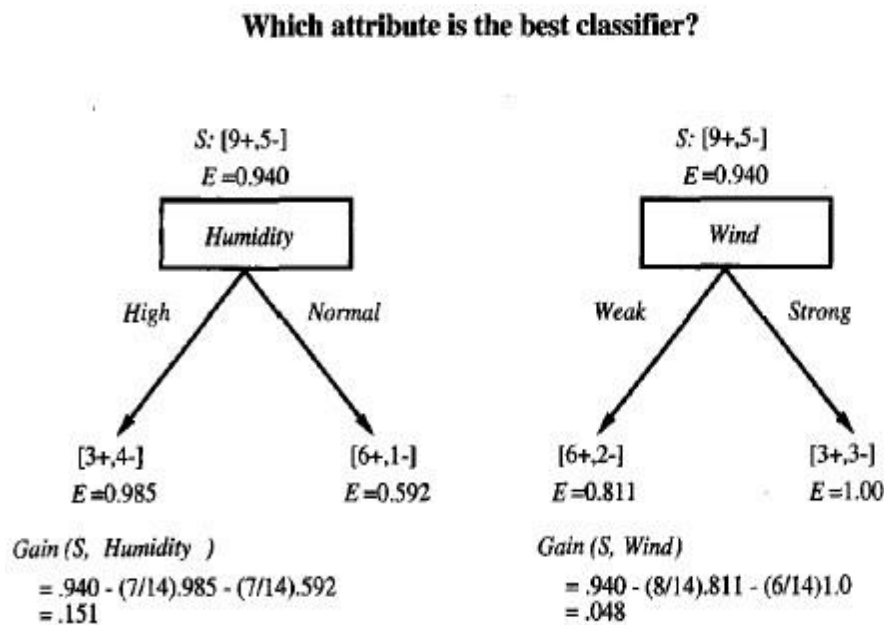 Which attribute is the best classifier?
S: [9+,5-]
E =0.940
Humidity
High
Normal
[3+,4-]
E =0.985
[6+,1-]
E =0.592
Gain (S, Humidity )
= .940 - (7/14).985 - (7/14).592
= .151
S: [9+,5-]
E =0.940
Wind
Weak
Strong
[6+,2-]
E =0.811
[3+,3-]
E =1.00
Gain (S, Wind)
= .940 - (8/14).811 - (6/14)1.0
= .048